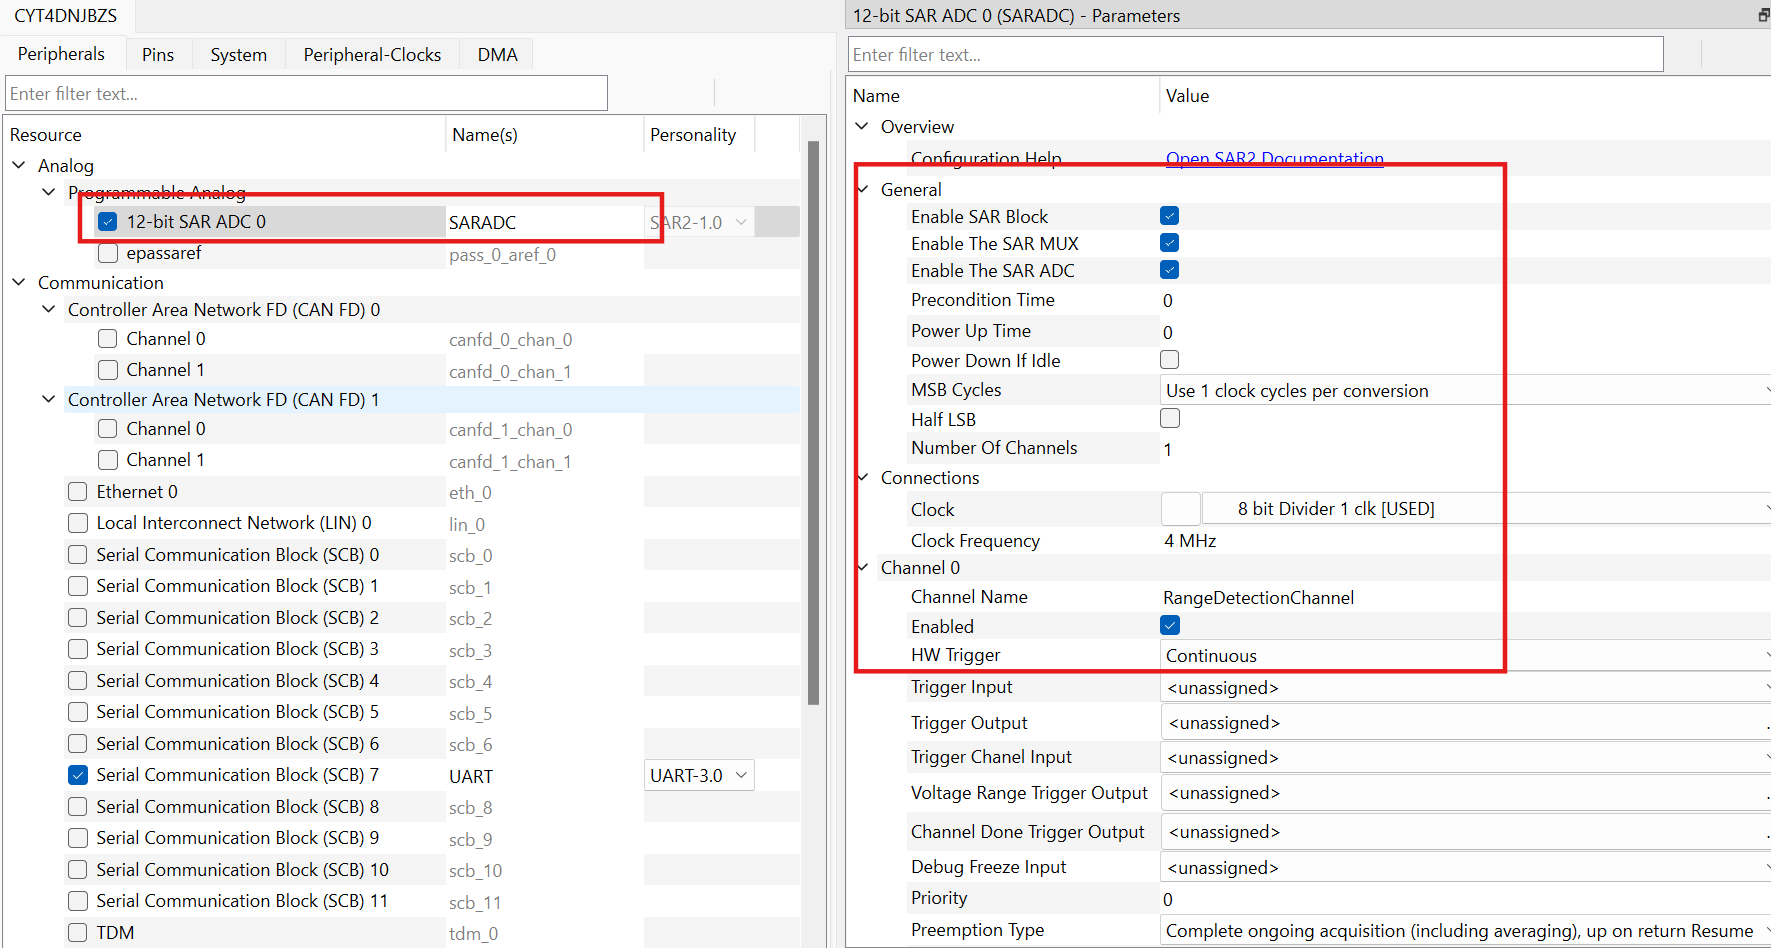 CYT4DNJBZS
Peripherals Pins System Peripheral-Clocks DMA
Enter filter text...
Resource Name(s) Personality
Analog
Programmable Analog
12-bit SAR ADC 0 SARADC SAR2-1.0
epassaref pass_0_aref_0
Communication
Controller Area Network FD (CAN FD) 0
Channel 0 canfd_0_chan_0
Channel 1 canfd_0_chan_1
Controller Area Network FD (CAN FD) 1
Channel 0 canfd_1_chan_0
Channel 1 canfd_1_chan_1
Ethernet 0 eth_0
Local Interconnect Network (LIN) 0 lin_0
Serial Communication Block (SCB) 0 scb_0
Serial Communication Block (SCB) 1 scb_1
Serial Communication Block (SCB) 2 scb_2
Serial Communication Block (SCB) 3 scb_3
Serial Communication Block (SCB) 4 scb_4
Serial Communication Block (SCB) 5 scb_5
Serial Communication Block (SCB) 6 scb_6
Serial Communication Block (SCB) 7 UART UART-3.0
Serial Communication Block (SCB) 8 scb_8
Serial Communication Block (SCB) 9 scb_9
Serial Communication Block (SCB) 10 scb_10
Serial Communication Block (SCB) 11 scb_11
TDM tdm_0
12-bit SAR ADC 0 (SARADC) - Parameters
Enter filter text...
Name Value
Overview
Configuration Help Open SAR2 Documentation
General
Enable SAR Block
Enable The SAR MUX
Enable The SAR ADC
Precondition Time 0
Power Up Time 0
Power Down If Idle
MSB Cycles Use 1 clock cycles per conversion
Half LSB
Number Of Channels 1
Connections
Clock 8 bit Divider 1 clk [USED]
Clock Frequency 4 MHz
Channel 0
Channel Name RangeDetectionChannel
Enabled
HW Trigger Continuous
Trigger Input <unassigned>
Trigger Output <unassigned>
Trigger Chanel Input <unassigned>
Voltage Range Trigger Output <unassigned>
Channel Done Trigger Output <unassigned>
Debug Freeze Input <unassigned>
Priority 0
Preemption Type Complete ongoing acquisition (including averaging), up on return Resume